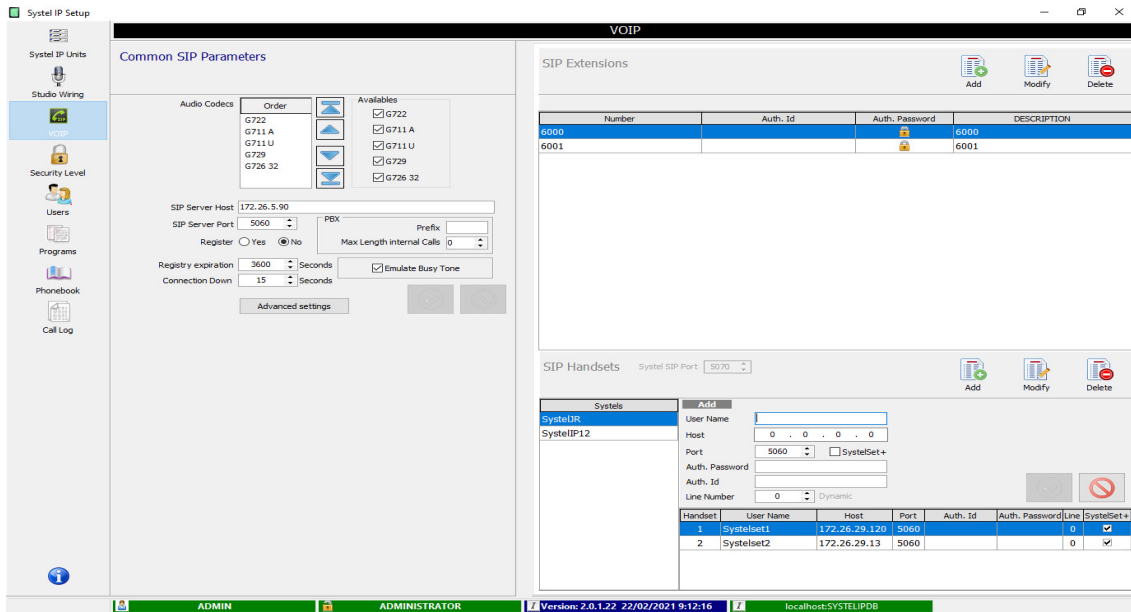 Systel IP Setup
VOIP
Systel IP Units
Studio Wiring
VOIP
Security Level
Users
Programs
Phonebook
Call Log
Common SIP Parameters
Audio Codecs
Order
G722
G711 A
G711 U
G729
G726 32
Availables
G722
G711 A
G711 U
G729
G726 32
SIP Server Host 172.26.5.90
SIP Server Port 5060
PBX
Prefix
Register Yes No
Max Length internal Calls 0
Registry expiration 3600 Seconds
Emulate Busy Tone
Connection Down 15 Seconds
Advanced settings
SIP Extensions
Add Modify Delete
Number Auth. Id Auth. Password DESCRIPTION
6000 6000
6001 6001
SIP Handsets Systel SIP Port 5070
Add Modify Delete
Systels
SystelJR
SystelIP12
Add
User Name
Host 0 . 0 . 0 . 0
Port 5060 SystelSet+
Auth. Password
Auth. Id
Line Number 0 Dynamic
Handset User Name Host Port Auth. Id Auth. Password Line SystelSet+
1 Systelset1 172.26.29.120 5060 0
2 Systelset2 172.26.29.13 5060 0
ADMIN ADMINISTRATOR I Version: 2.0.1.22 22/02/2021 9:12:16 I localhost:SYSTELIPDB